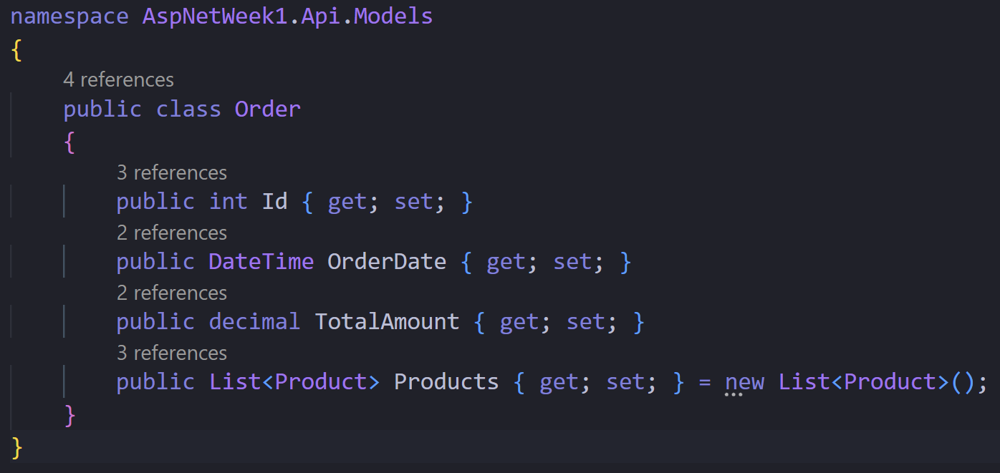 namespace AspNetWeek1.Api.Models
{
4 references
public class Order
{
3 references
public int Id { get; set; }
2 references
public DateTime OrderDate { get; set; }
2 references
public decimal TotalAmount { get; set; }
3 references
public List<Product> Products { get; set; } = new List<Product>();
}
}